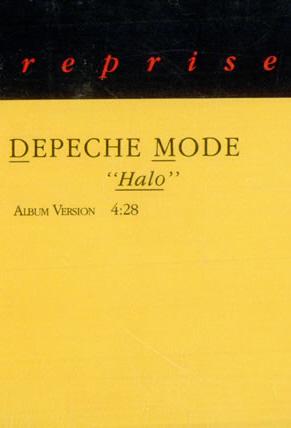 reprise
DEPECHE MODE
“Halo”
ALBUM VERSION 4:28